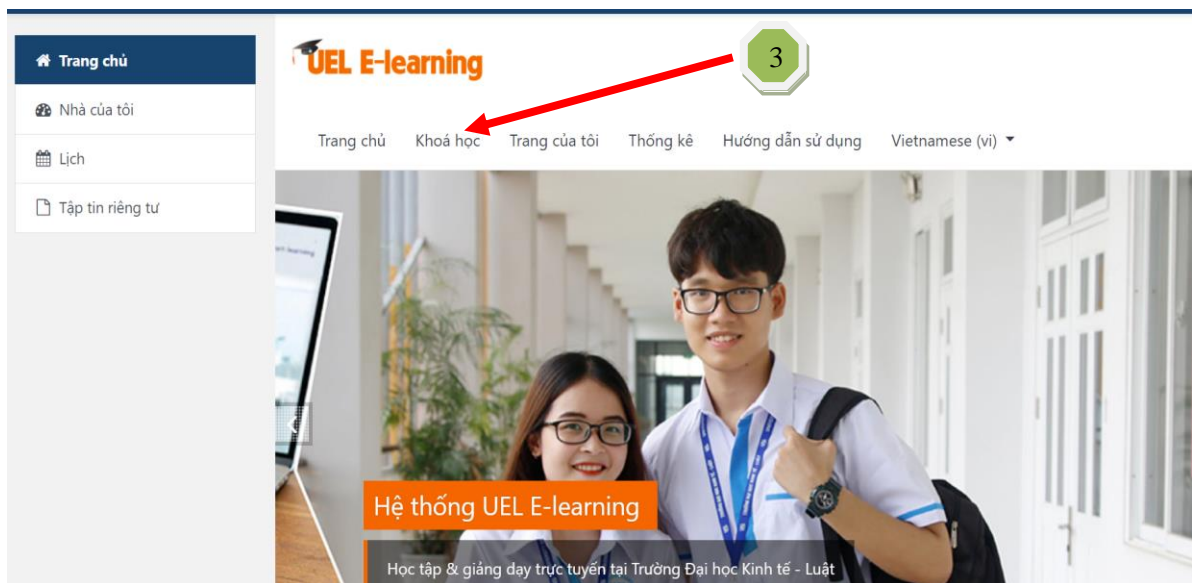 Trang chủ
Nhà của tôi
Lịch
Tập tin riêng tư
UEL E-learning
3
Trang chủ Khoá học Trang của tôi Thống kê Hướng dẫn sử dụng Vietnamese (vi)
Hệ thống UEL E-learning
Học tập & giảng dạy trực tuyến tại Trường Đại học Kinh tế - Luật